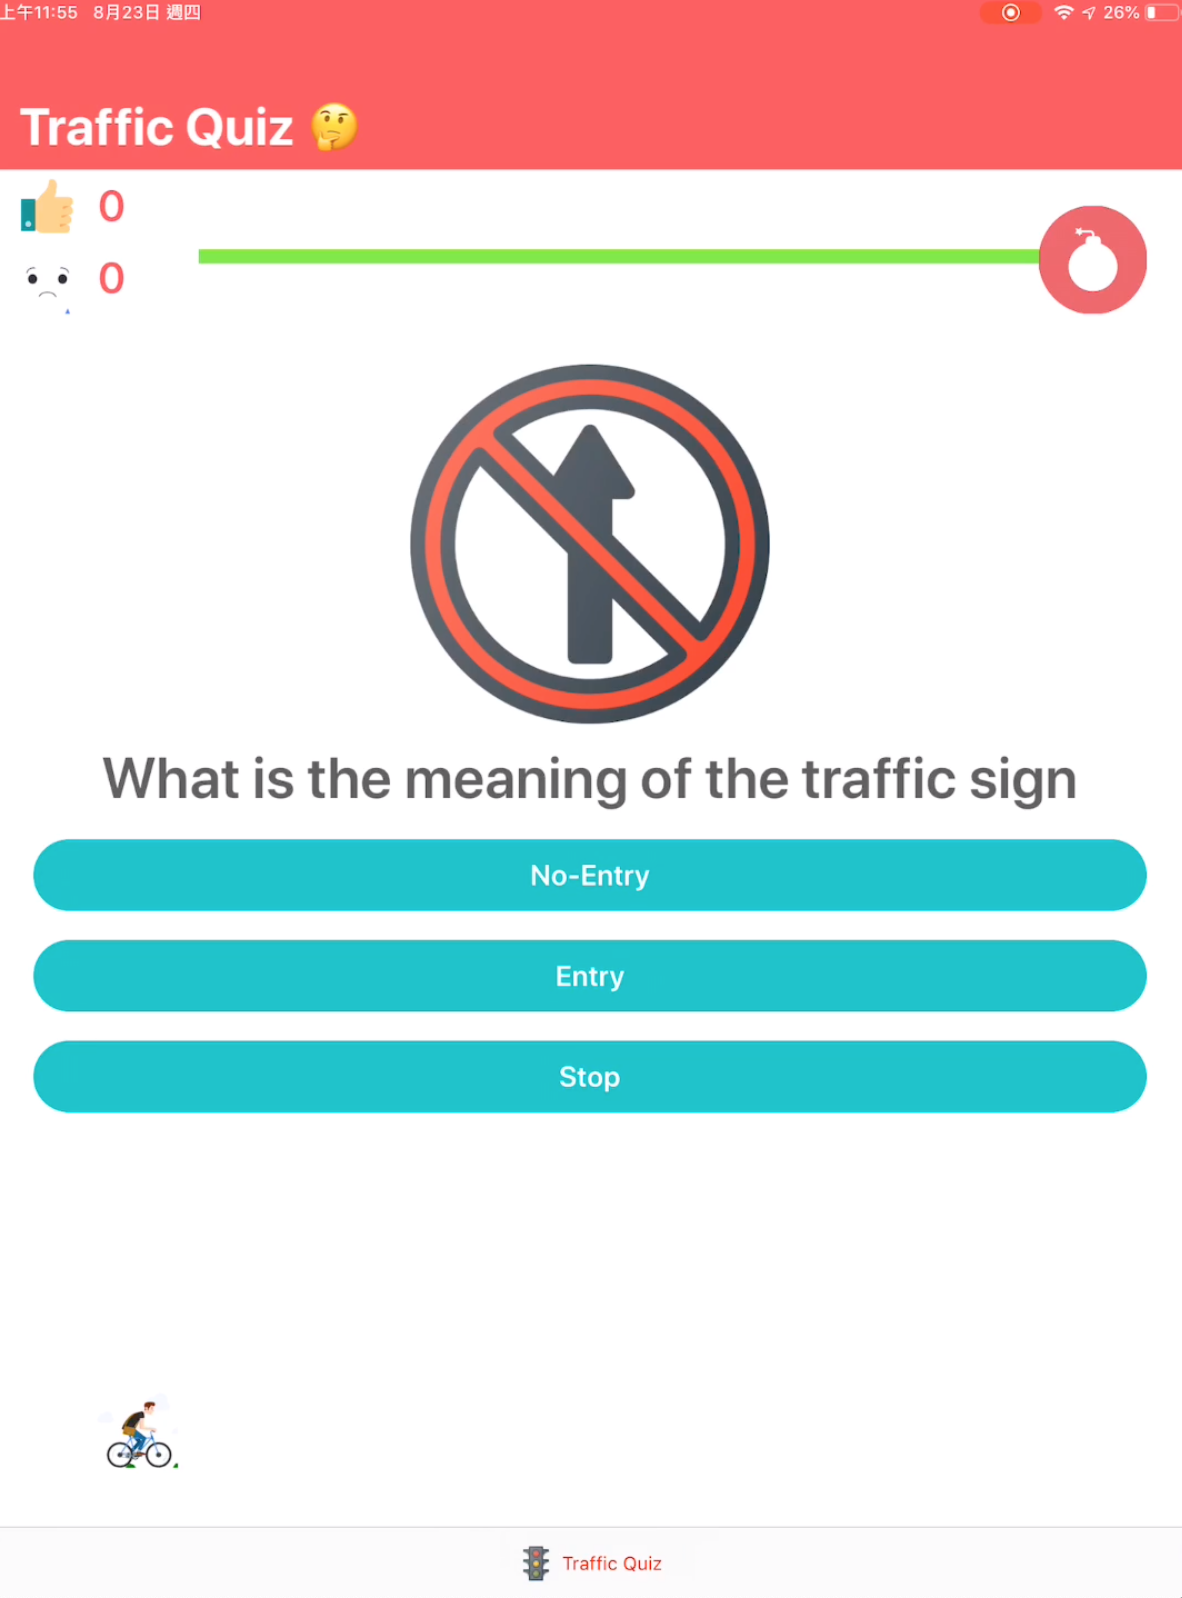 上午11:55 8月23日 週四 26%
Traffic Quiz 🤔
0
0
What is the meaning of the traffic sign
No-Entry
Entry
Stop
Traffic Quiz